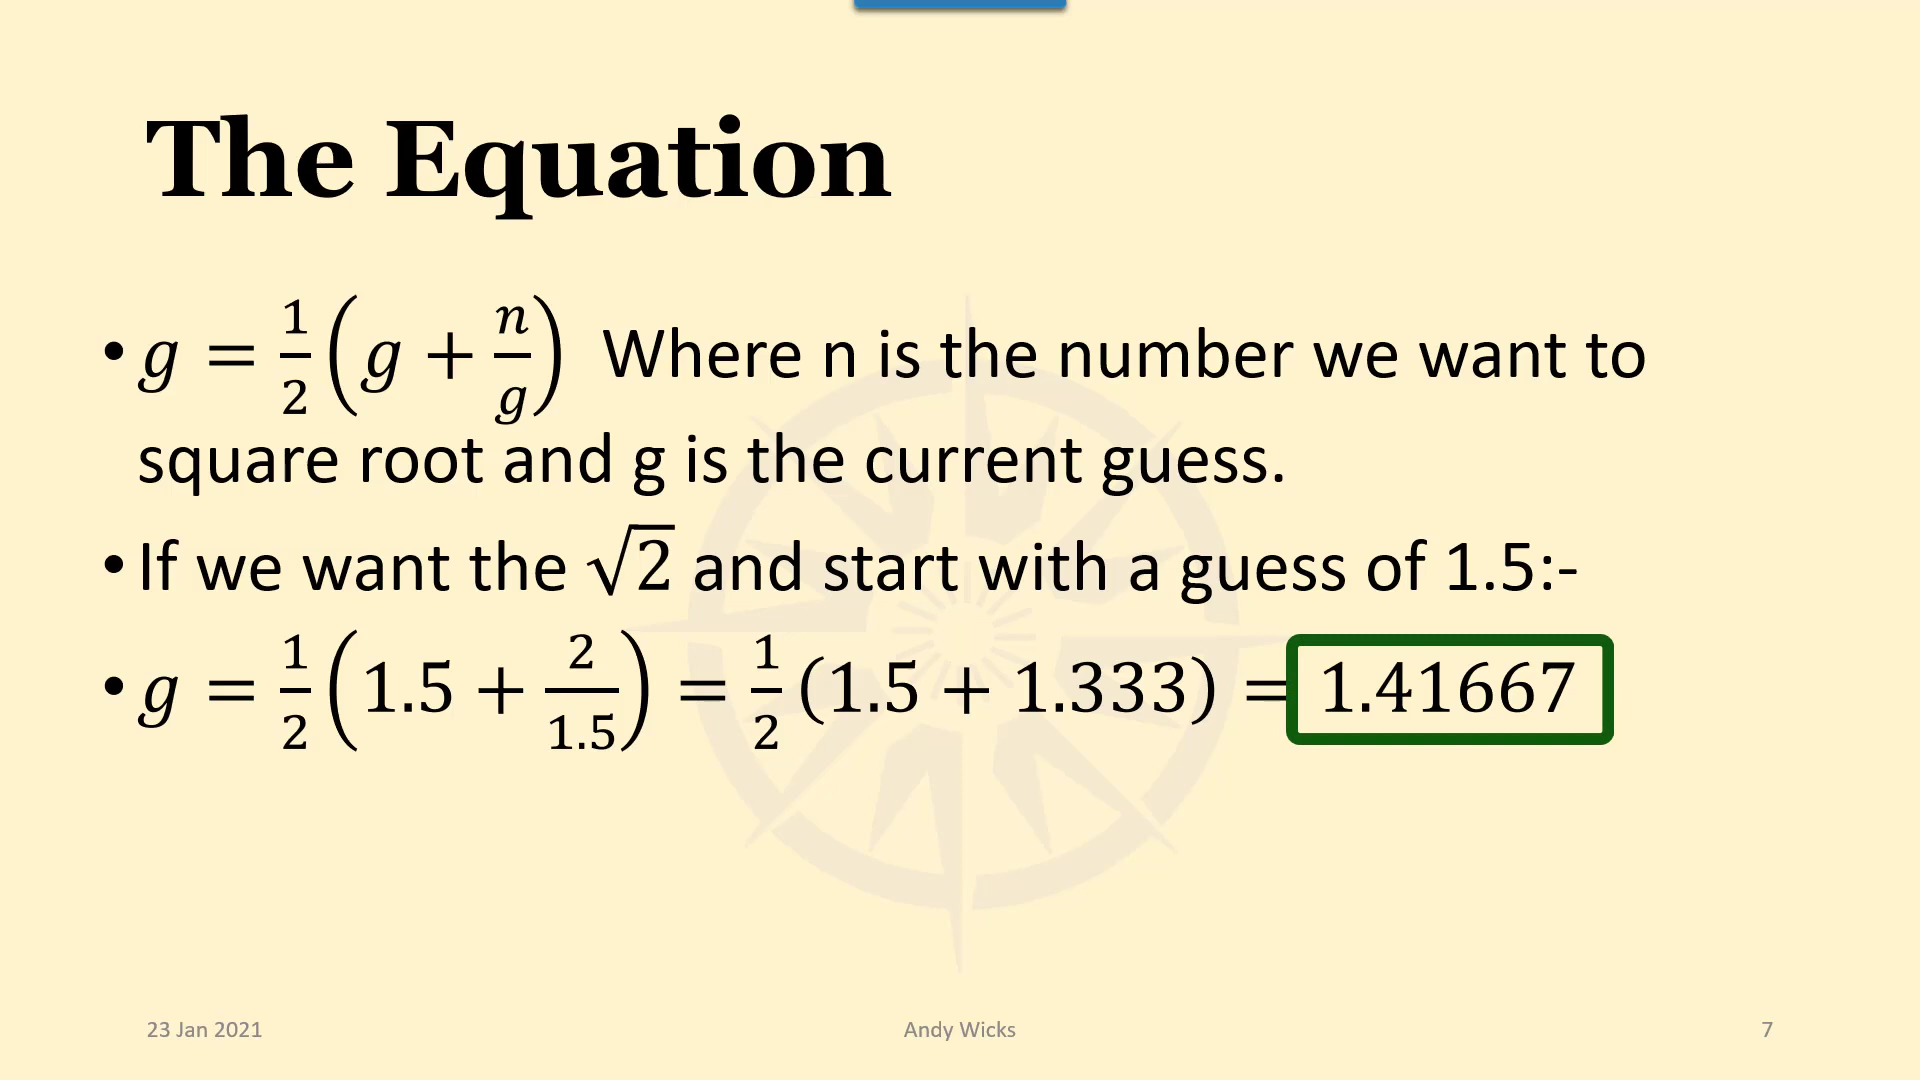 The Equation
• g = 1/2 (g + n/g) Where n is the number we want to
square root and g is the current guess.
• If we want the √2 and start with a guess of 1.5:-
• g = 1/2 (1.5 + 2/1.5) = 1/2 (1.5 + 1.333) = 1.41667
23 Jan 2021 Andy Wicks 7